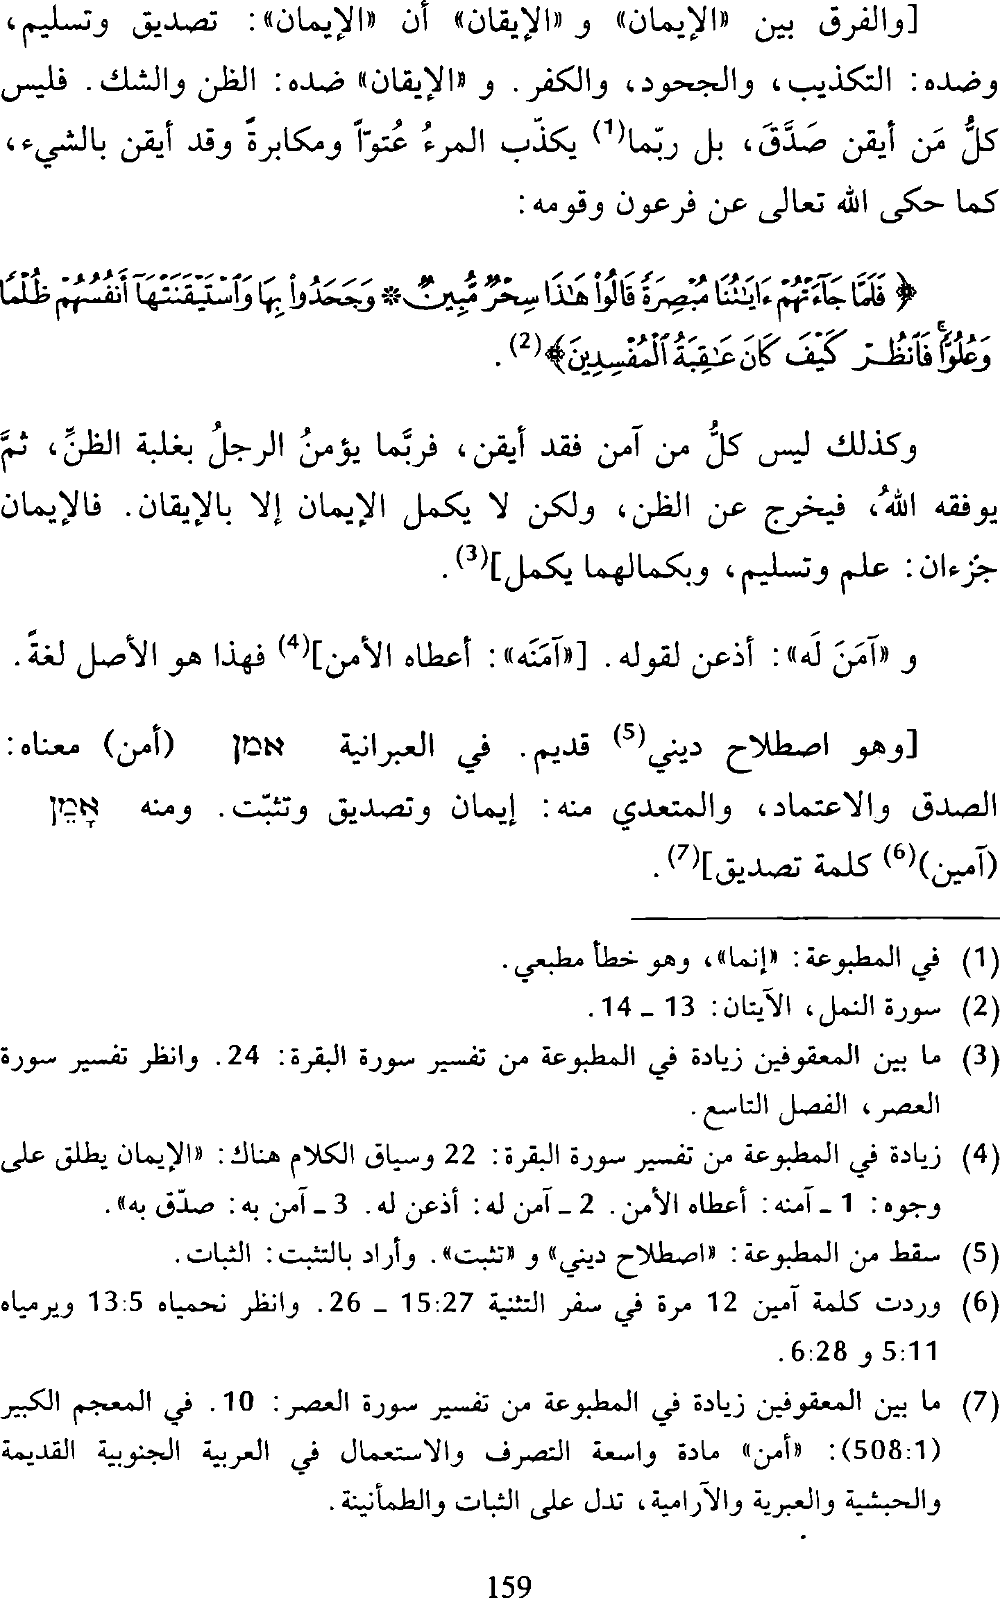 [والفرق بين «الإيمان» و «الإيقان» أن «الإيمان»: تصديق وتسليم،
وضده: التكذيب، والجحود، والكفر. و «الإيقان» ضده: الظن والشك. فليس
كلُّ مَن أيقن صَدَّقَ، بل ربّما(1) يكذّب المرءُ عُتوّاً ومكابرةً وقد أيقن بالشيء،
كما حكى الله تعالى عن فرعون وقومه:
﴿فَلَمَّا جَآءَتْهُمْ ءَايَٰتُنَا مُبْصِرَةً قَالُوا۟ هَٰذَا سِحْرٌ مُّبِينٌ * وَجَحَدُوا۟ بِهَا وَٱسْتَيْقَنَتْهَآ أَنفُسُهُمْ ظُلْمًا
وَعُلُوًّا ۚ فَٱنظُرْ كَيْفَ كَانَ عَٰقِبَةُ ٱلْمُفْسِدِينَ﴾(2).
وكذلك ليس كلُّ من آمن فقد أيقن، فربَّما يؤمنُ الرجلُ بغلبة الظنِّ، ثمَّ
يوفقه اللهُ، فيخرج عن الظن، ولكن لا يكمل الإيمان إلا بالإيقان. فالإيمان
جزءان: علم وتسليم، وبكمالهما يكمل](3).
و «آمَنَ لَه»: أذعن لقوله. [«آمَنَه»: أعطاه الأمن](4) فهذا هو الأصل لغةً.
[وهو اصطلاح ديني(5) قديم. في العبرانية אמן (أمن) معناه:
الصدق والاعتماد، والمتعدي منه: إيمان وتصديق وتثبّت. ومنه אָמֵן
(آمين)(6) كلمة تصديق](7).
(1) في المطبوعة: «إنما»، وهو خطأ مطبعي.
(2) سورة النمل، الآيتان: 13 - 14.
(3) ما بين المعقوفين زيادة في المطبوعة من تفسير سورة البقرة: 24. وانظر تفسير سورة
العصر، الفصل التاسع.
(4) زيادة في المطبوعة من تفسير سورة البقرة: 22 وسياق الكلام هناك: «الإيمان يطلق على
وجوه: 1 - آمنه: أعطاه الأمن. 2 - آمن له: أذعن له. 3 - آمن به: صدّق به».
(5) سقط من المطبوعة: «اصطلاح ديني» و «تثبت». وأراد بالتثبت: الثبات.
(6) وردت كلمة آمين 12 مرة في سفر التثنية 15:27 - 26. وانظر نحمياه 13:5 ويرمياه
5:11 و 6:28.
(7) ما بين المعقوفين زيادة في المطبوعة من تفسير سورة العصر: 10. في المعجم الكبير
(508:1): «أمن» مادة واسعة التصرف والاستعمال في العربية الجنوبية القديمة
والحبشية والعبرية والآرامية، تدل على الثبات والطمأنينة.
159